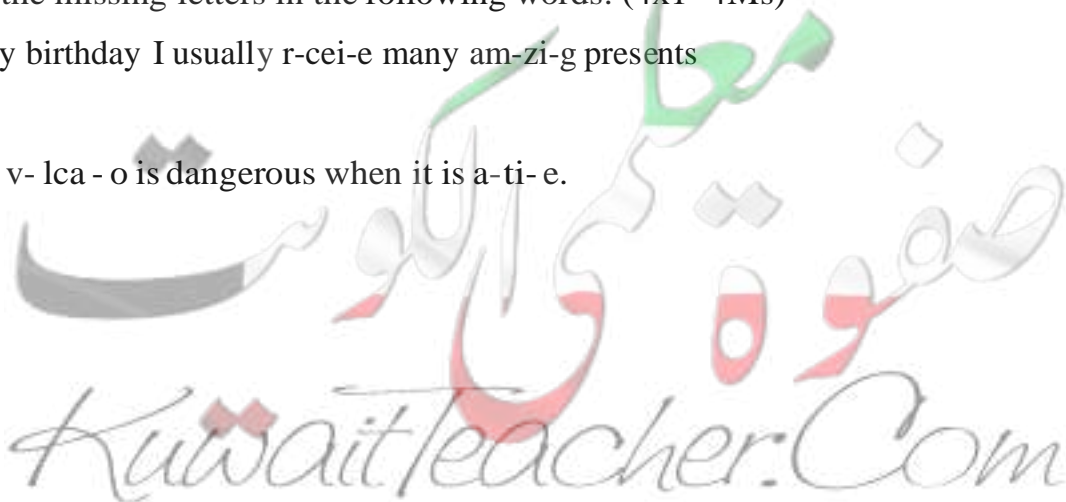 the missing letters in the following words. (4x1=4Ms)
y birthday I usually r-cei-e many am-zi-g presents
v- lca - o is dangerous when it is a-ti- e.
صفوة معلمى الكويت
KuwaitTeacher.Com